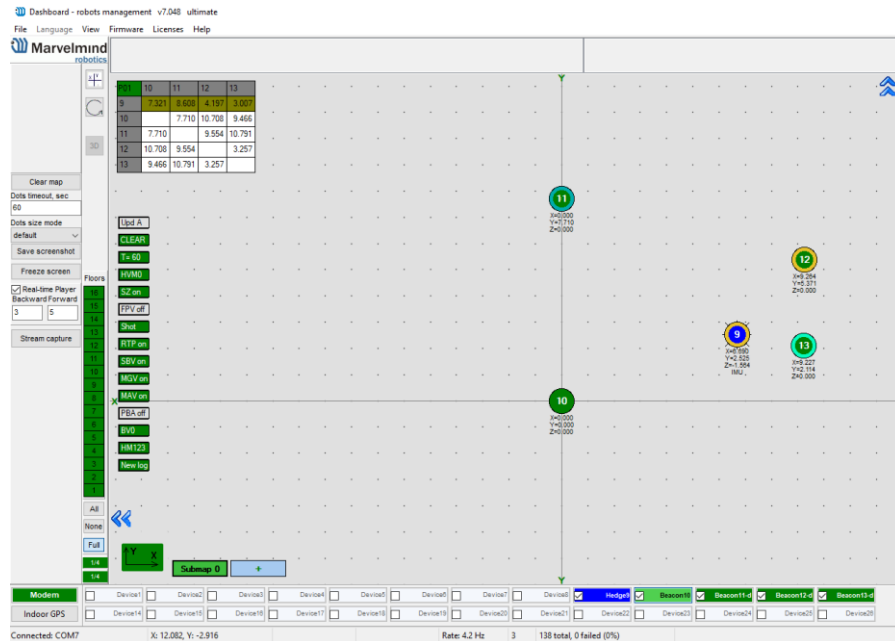 Dashboard - robots management v7.048 ultimate
File Language View Firmware Licenses Help
Marvelmind
robotics
Clear map
Dots timeout, sec
60
Dots size mode
default
Save screenshot
Freeze screen
Real-time Player
Backward Forward
3 5
Stream capture
3D
Floors
16
15
14
13
12
11
10
9
8
7
6
5
4
3
2
1
All
None
Full
1/4
1/4
P01 10 11 12 13
9 7.321 8.608 4.197 3.007
10 7.710 10.708 9.466
11 7.710 9.554 10.791
12 10.708 9.554 3.257
13 9.466 10.791 3.257
Upd A
CLEAR
T= 60
HVM0
SZ on
FPV off
Shot
RTP on
SBV on
MGV on
MAV on
PBA off
BV0
HM123
New log
Y
11
X=0.000
Y=7.710
Z=0.000
12
X=9.264
Y=5.371
Z=0.000
9
X=6.690
Y=2.525
Z=-1.564
IMU
13
X=9.227
Y=2.114
Z=0.000
X
10
X=0.000
Y=0.000
Z=0.000
Y
Y X
Submap 0 +
Modem Device1 Device2 Device3 Device4 Device5 Device6 Device7 Device8 Hedge9 Beacon10 Beacon11-d Beacon12-d Beacon13-d
Indoor GPS Device14 Device15 Device16 Device17 Device18 Device19 Device20 Device21 Device22 Device23 Device24 Device25 Device26
Connected: COM7 X: 12.082, Y: -2.916 Rate: 4.2 Hz 3 138 total, 0 failed (0%)